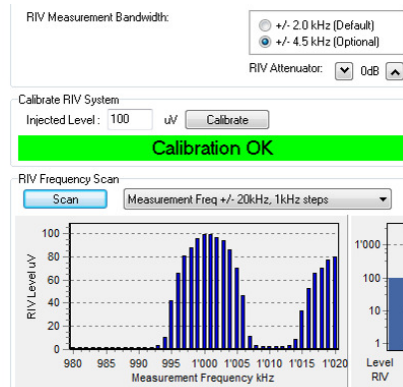 RIV Measurement Bandwidth:
+/- 2.0 kHz (Default)
+/- 4.5 kHz (Optional)
RIV Attenuator: 0dB
Calibrate RIV System
Injected Level : 100 uV Calibrate
Calibration OK
RIV Frequency Scan
Scan Measurement Freq +/- 20kHz, 1kHz steps
RIV Level uV
100
80
60
40
20
0
980 985 990 995 1'000 1'005 1'010 1'015 1'020
Measurement Frequency kHz
1'000
100
10
1
Level
RIV